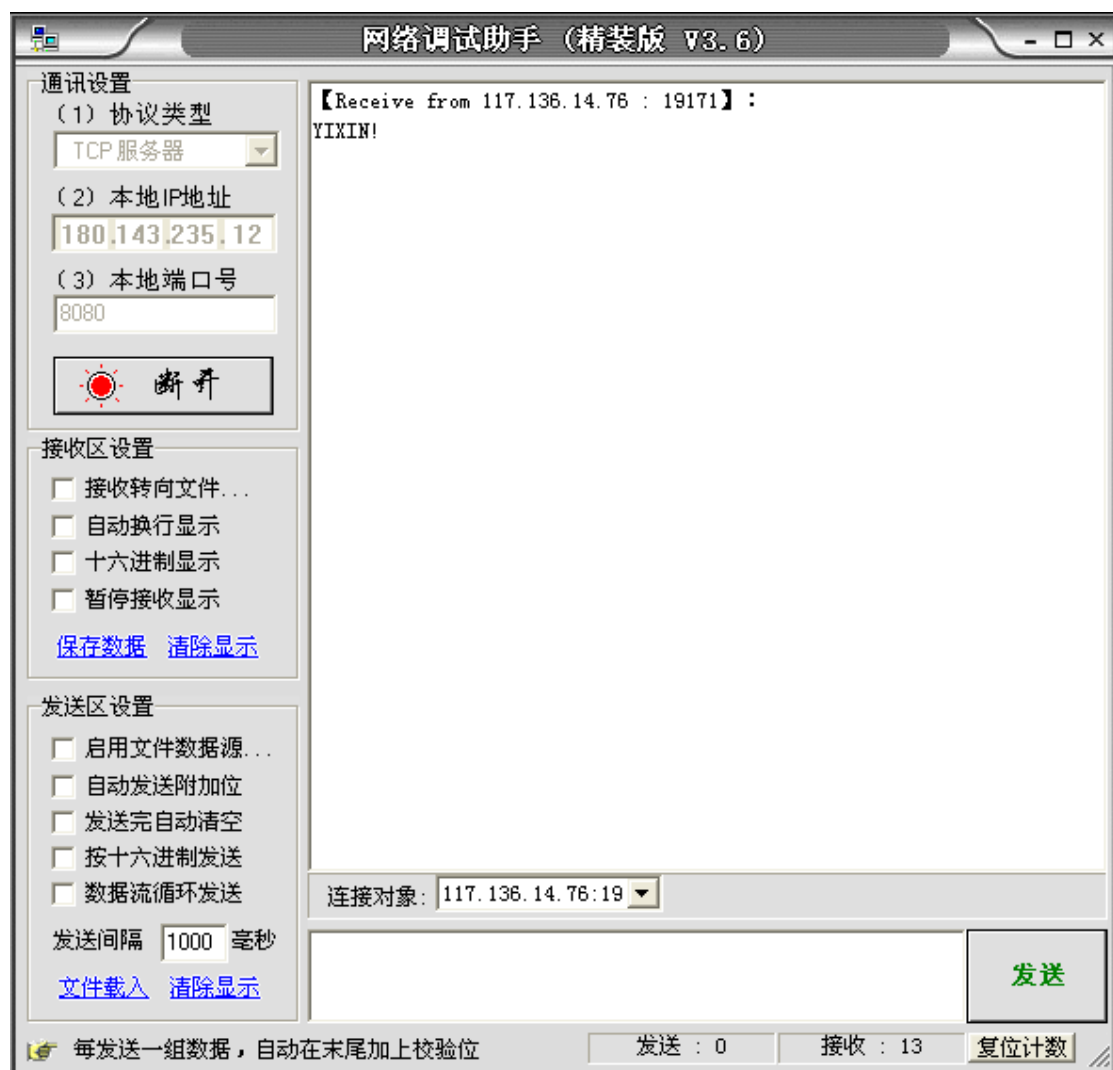 网络调试助手 (精装版 V3.6)
通讯设置
(1) 协议类型
TCP服务器
(2) 本地IP地址
180.143.235.12
(3) 本地端口号
8080
断开
接收区设置
接收转向文件...
自动换行显示
十六进制显示
暂停接收显示
保存数据 清除显示
发送区设置
启用文件数据源...
自动发送附加位
发送完自动清空
按十六进制发送
数据流循环发送
发送间隔 1000 毫秒
文件载入 清除显示
【Receive from 117.136.14.76 : 19171】:
YIXIN!
连接对象: 117.136.14.76:19
发送
每发送一组数据,自动在末尾加上校验位
发送 : 0
接收 : 13
复位计数